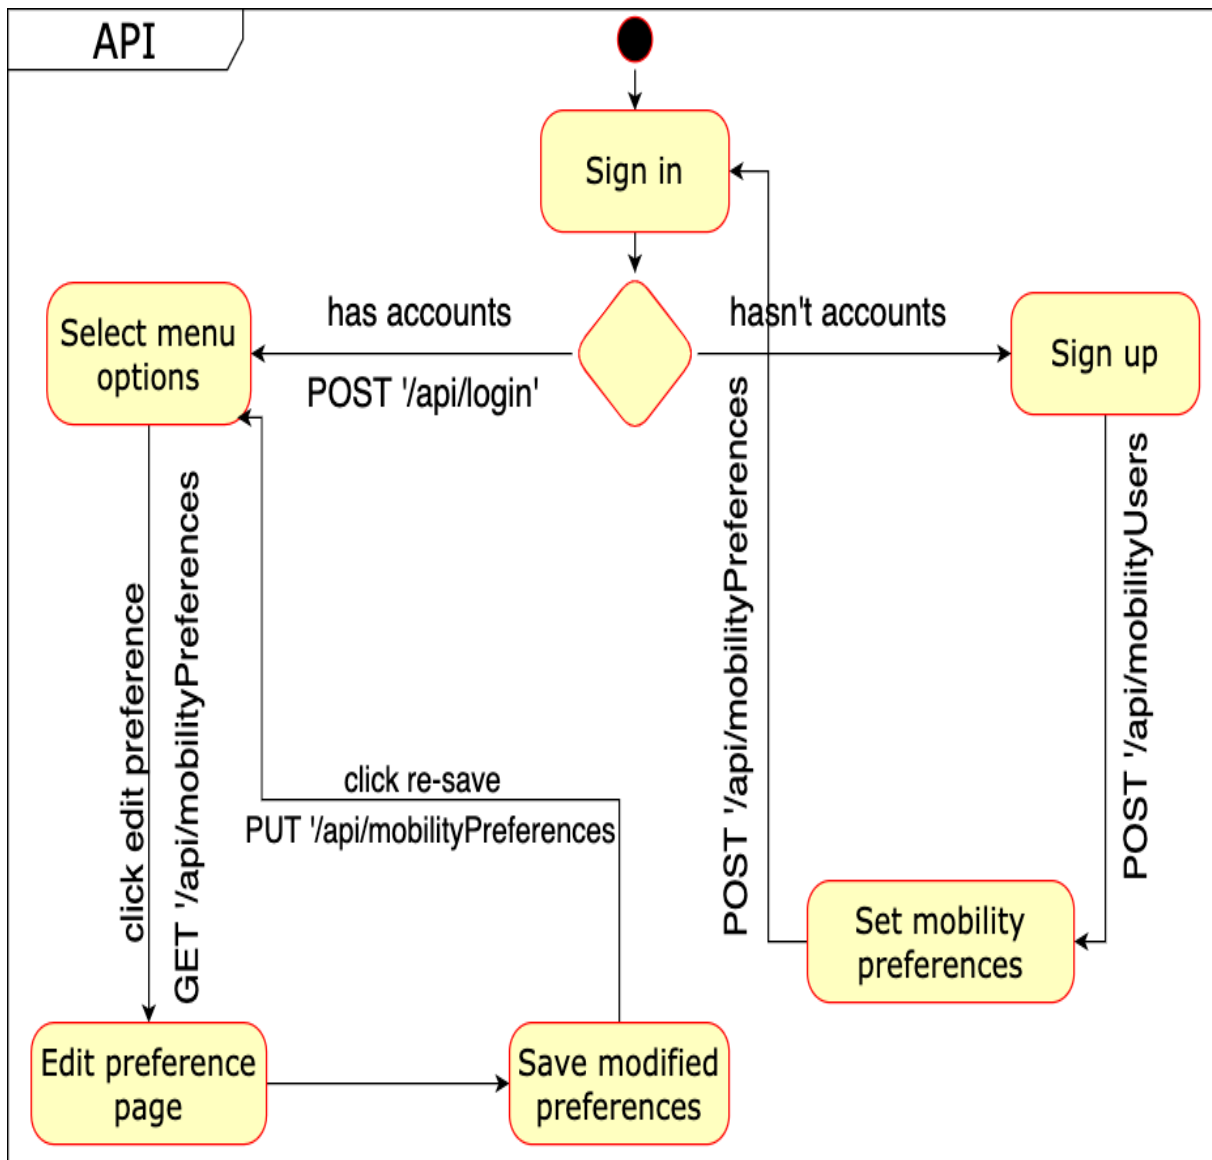 API
Sign in
has accounts
hasn't accounts
Select menu
options
POST '/api/login'
Sign up
click edit preference
GET '/api/mobilityPreferences
POST '/api/mobilityPreferences
POST '/api/mobilityUsers
click re-save
PUT '/api/mobilityPreferences
Set mobility
preferences
Edit preference
page
Save modified
preferences